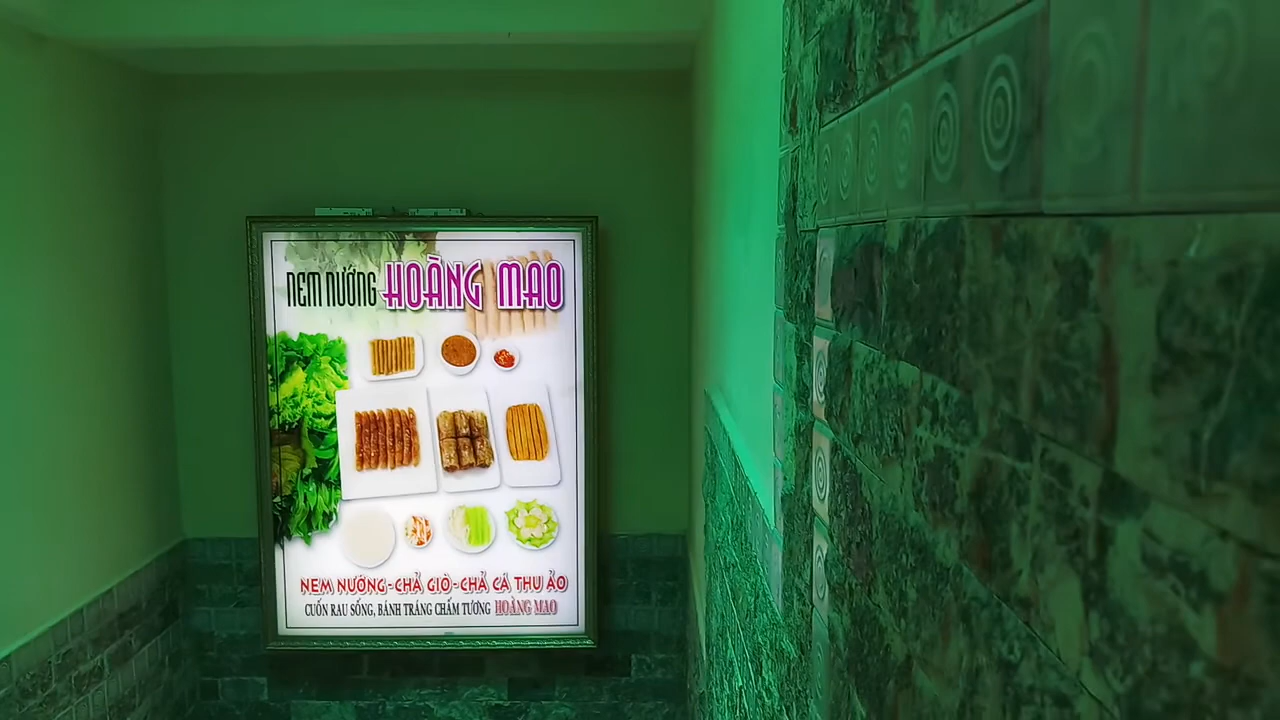 NEM NƯỚNG HOÀNG MAO
NEM NƯỚNG-CHẢ GIÒ-CHẢ CÁ THU ẢO
CUỐN RAU SỐNG, BÁNH TRÁNG CHẤM TƯƠNG HOÀNG MAO